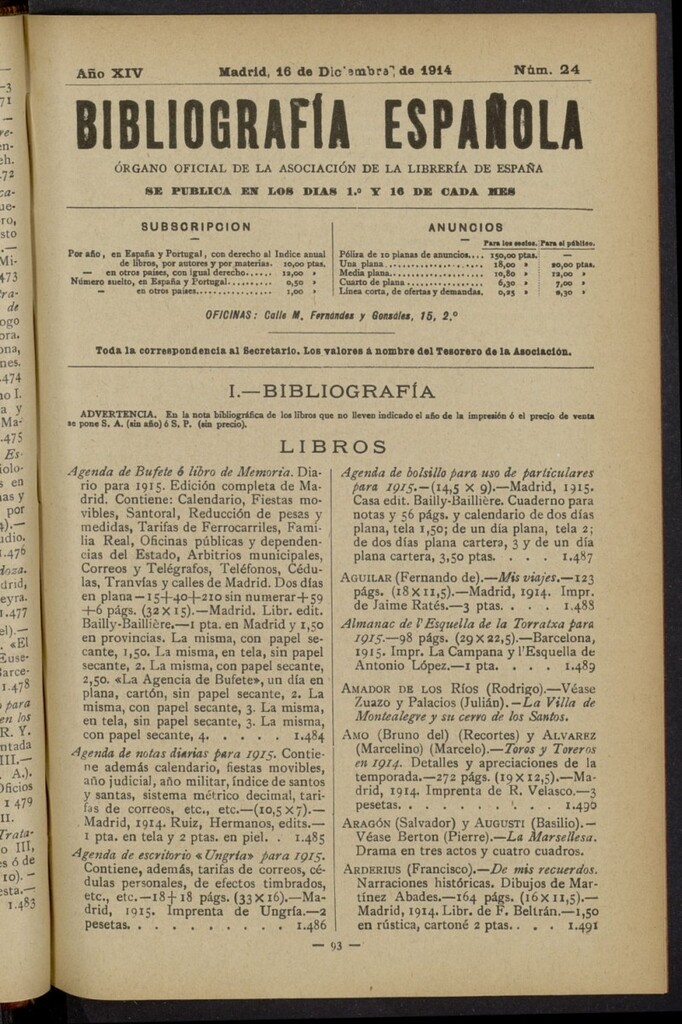 Año XIV Madrid, 16 de Diciembre de 1914 Núm. 24
BIBLIOGRAFÍA ESPAÑOLA
ÓRGANO OFICIAL DE LA ASOCIACIÓN DE LA LIBRERÍA DE ESPAÑA
SE PUBLICA EN LOS DIAS 1.º Y 16 DE CADA MES
SUBSCRIPCION
Por año, en España y Portugal, con derecho al Indice anual
de libros, por autores y por materias. 10,00 ptas.
— en otros países, con igual derecho...... 12,00 »
Número suelto, en España y Portugal.......... 0,50 »
— en otros países................ 1,00 »
ANUNCIOS
Para los socios. Para el público.
Póliza de 10 planas de anuncios.... 150,00 ptas. —
Una plana.................... 18,00 » 20,00 ptas.
Media plana.................. 10,80 » 12,00 »
Cuarto de plana.............. 6,30 » 7,00 »
Línea corta, de ofertas y demandas. 0,25 » 0,30 »
OFICINAS: Calle M. Fernández y González, 15, 2.º
Toda la correspondencia al Secretario. Los valores á nombre del Tesorero de la Asociación.
I.—BIBLIOGRAFÍA
ADVERTENCIA. En la nota bibliográfica de los libros que no lleven indicado el año de la impresión ó el precio de venta
se pone S. A. (sin año) ó S. P. (sin precio).
LIBROS
Agenda de Bufete ó libro de Memoria. Dia-
rio para 1915. Edición completa de Ma-
drid. Contiene: Calendario, Fiestas mo-
vibles, Santoral, Reducción de pesas y
medidas, Tarifas de Ferrocarriles, Fami-
lia Real, Oficinas públicas y dependen-
cias del Estado, Arbitrios municipales,
Correos y Telégrafos, Teléfonos, Cédu-
las, Tranvías y calles de Madrid. Dos días
en plana—15+40+210 sin numerar+59
+6 págs. (32×15).—Madrid. Libr. edit.
Bailly-Baillière.—1 pta. en Madrid y 1,50
en provincias. La misma, con papel se-
cante, 1,50. La misma, en tela, sin papel
secante, 2. La misma, con papel secante,
2,50. «La Agencia de Bufete», un día en
plana, cartón, sin papel secante, 2. La
misma, con papel secante, 3. La misma,
en tela, sin papel secante, 3. La misma,
con papel secante, 4. . . . . 1.484
Agenda de notas diarias para 1915. Contie-
ne además calendario, fiestas movibles,
año judicial, año militar, índice de santos
y santas, sistema métrico decimal, tari-
fas de correos, etc., etc.—(10,5×7).—
Madrid, 1914. Ruiz, Hermanos, edits.—
1 pta. en tela y 2 ptas. en piel. . 1.485
Agenda de escritorio «Ungría» para 1915.
Contiene, además, tarifas de correos, cé-
dulas personales, de efectos timbrados,
etc., etc.—18+18 págs. (33×16).—Ma-
drid, 1915. Imprenta de Ungría.—2
pesetas. . . . . . . . . . 1.486
Agenda de bolsillo para uso de particulares
para 1915.—(14,5 × 9).—Madrid, 1915.
Casa edit. Bailly-Baillière. Cuaderno para
notas y 56 págs. y calendario de dos días
plana, tela 1,50; de un día plana, tela 2;
de dos días plana cartera, 3 y de un día
plana cartera, 3,50 ptas. . . . 1.487
AGUILAR (Fernando de).—Mis viajes.—123
págs. (18×11,5).—Madrid, 1914. Impr.
de Jaime Ratés.—3 ptas. . . . 1.488
Almanac de l'Esquella de la Torratxa para
1915.—98 págs. (29×22,5).—Barcelona,
1915. Impr. La Campana y l'Esquella de
Antonio López.—1 pta. . . . 1.489
AMADOR DE LOS RÍOS (Rodrigo).—Véase
Zuazo y Palacios (Julián).—La Villa de
Montealegre y su cerro de los Santos.
AMO (Bruno del) (Recortes) y ALVAREZ
(Marcelino) (Marcelo).—Toros y Toreros
en 1914. Detalles y apreciaciones de la
temporada.—272 págs. (19×12,5).—Ma-
drid, 1914. Imprenta de R. Velasco.—3
pesetas. . . . . . . . . 1.490
ARAGÓN (Salvador) y AUGUSTI (Basilio).—
Véase Berton (Pierre).—La Marsellesa.
Drama en tres actos y cuatro cuadros.
ARDERIUS (Francisco).—De mis recuerdos.
Narraciones históricas. Dibujos de Mar-
tínez Abades.—164 págs. (16×11,5).—
Madrid, 1914. Libr. de F. Beltrán.—1,50
en rústica, cartoné 2 ptas. . . . 1.491
— 93 —